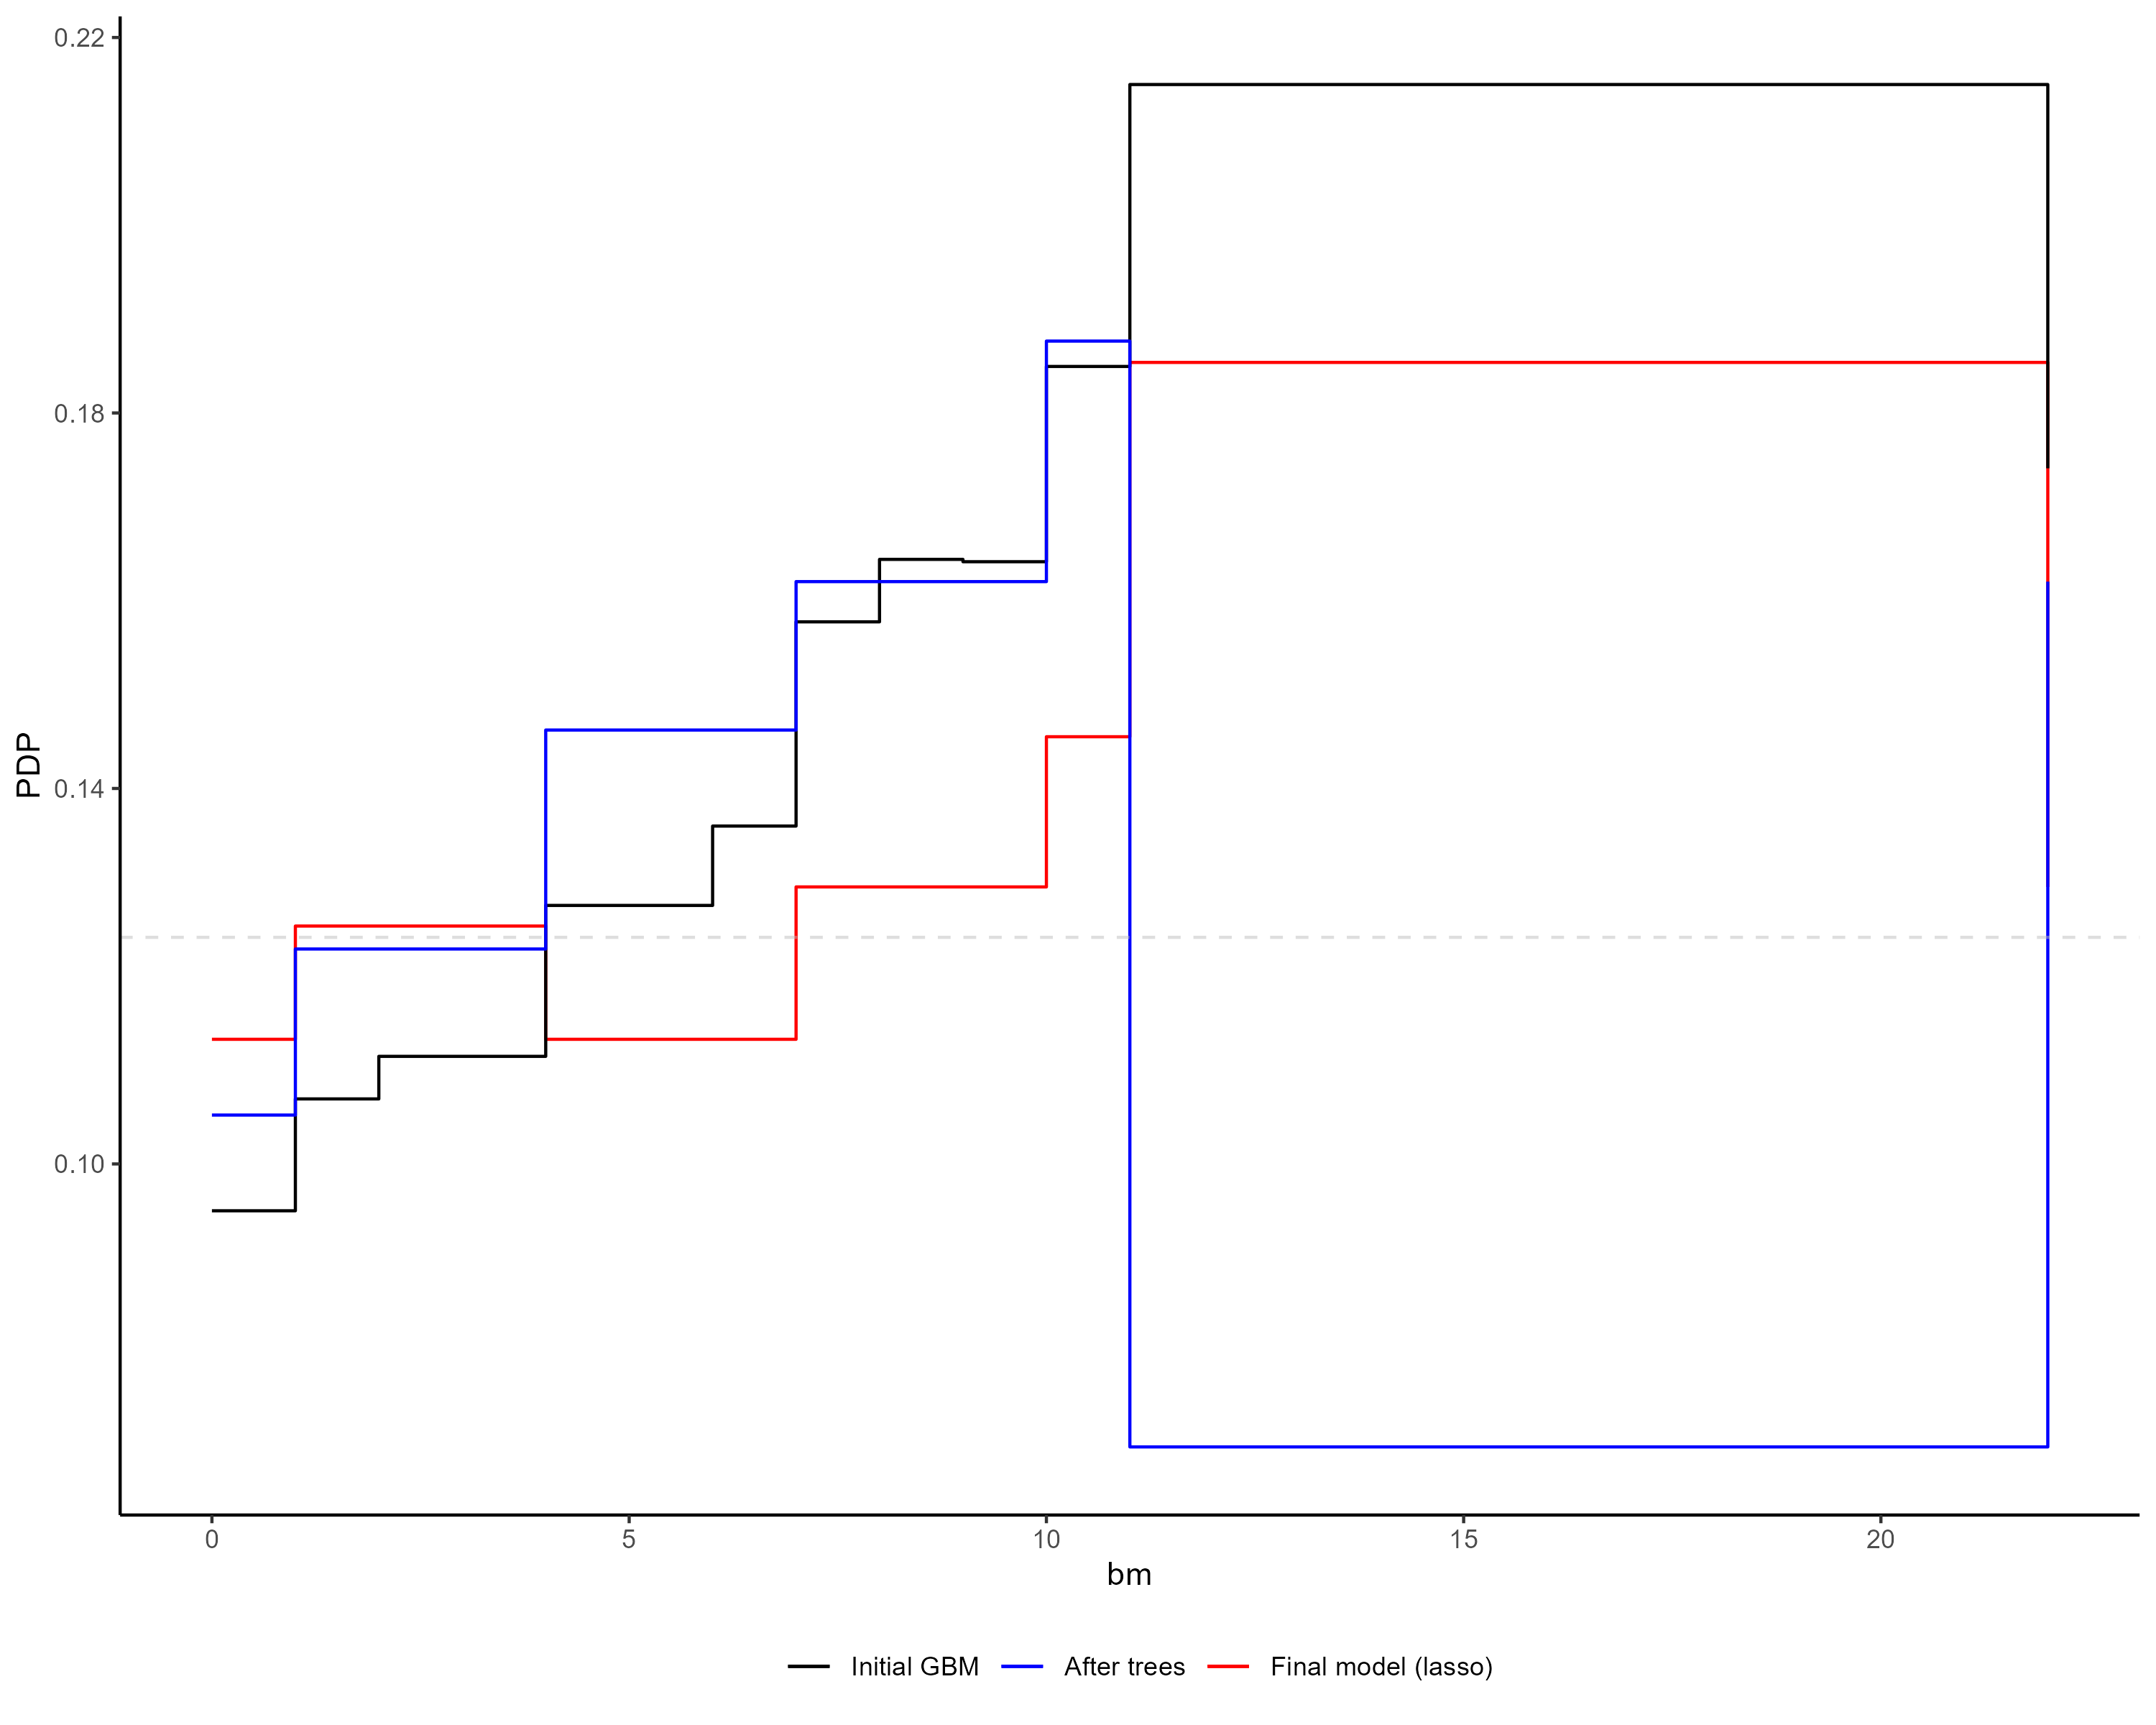 0.22
0.18
0.14
0.10
PDP
0 5 10 15 20
bm
Initial GBM After trees Final model (lasso)